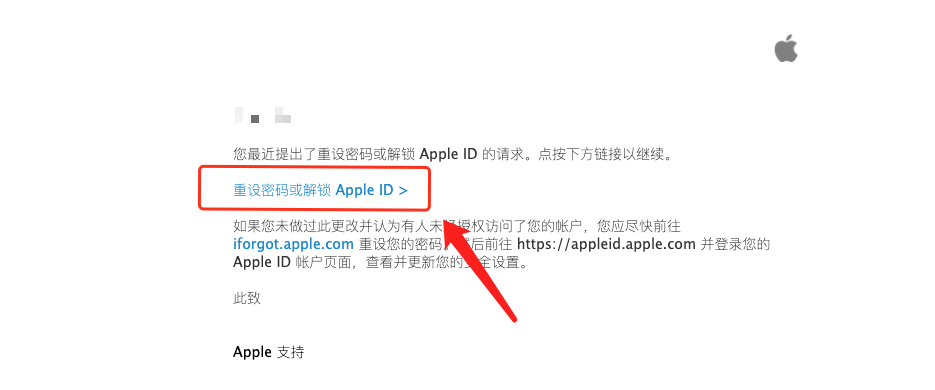 您最近提出了重设密码或解锁 Apple ID 的请求。点按下方链接以继续。
重设密码或解锁 Apple ID >
如果您未做过此更改并认为有人未授权访问了您的帐户，您应尽快前往
iforgot.apple.com 重设您的密码。后前往 https://appleid.apple.com 并登录您的
Apple ID 帐户页面，查看并更新您的全设置。
此致
Apple 支持